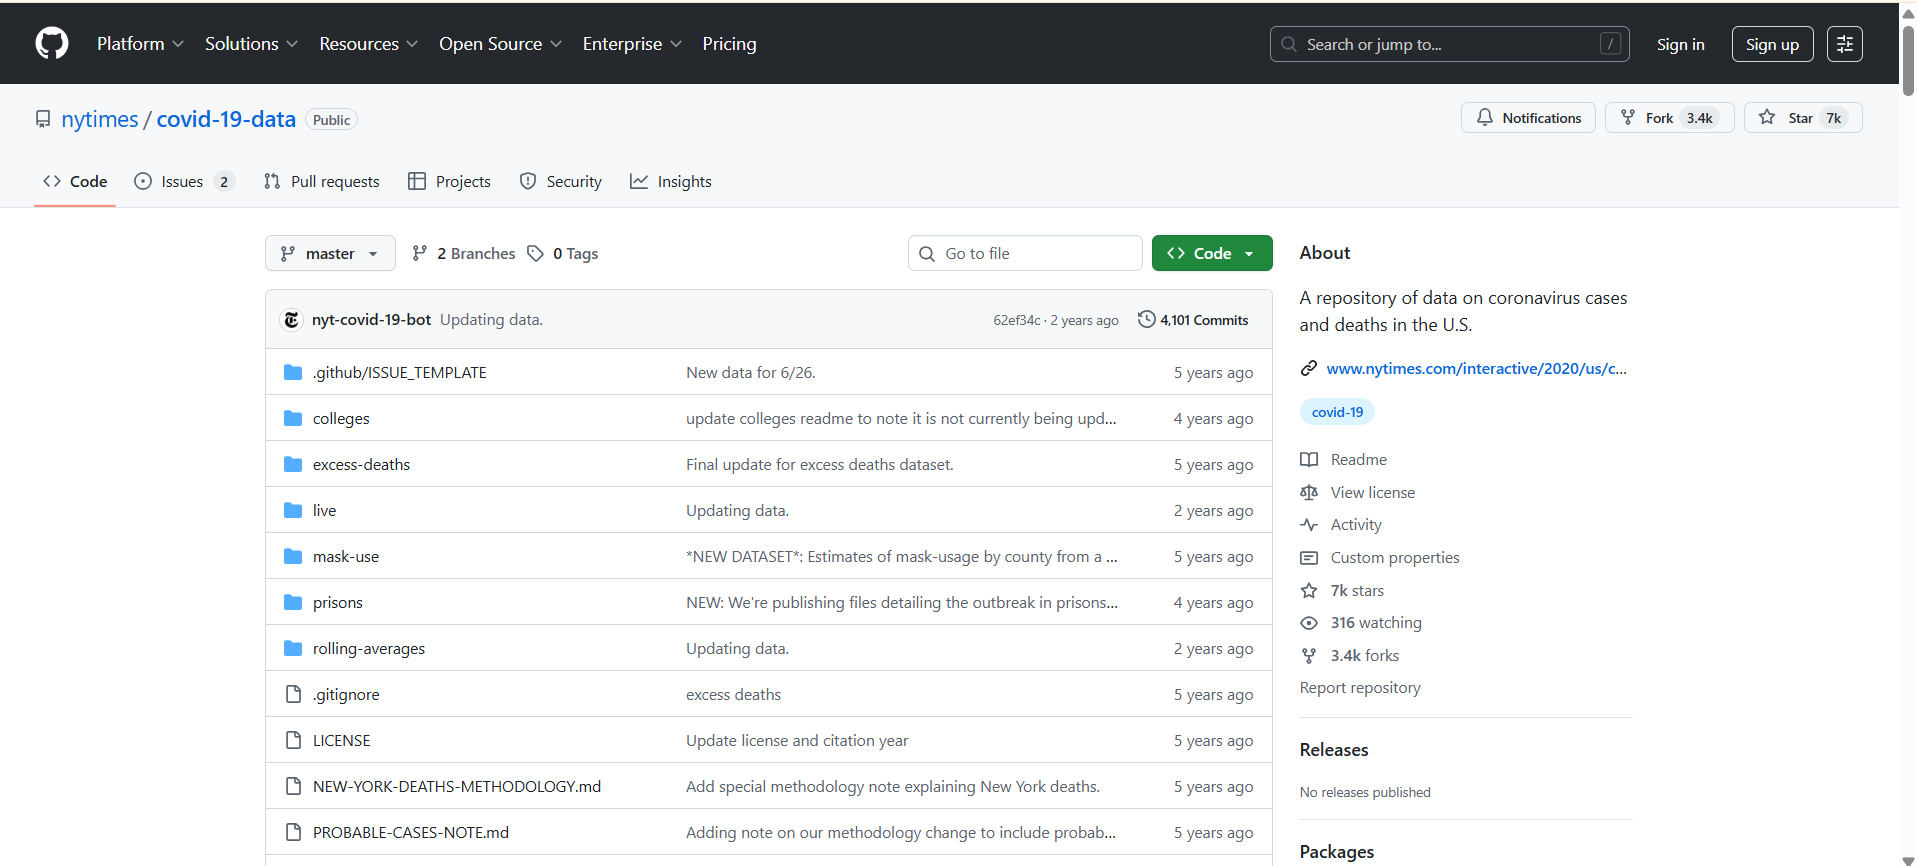 Platform Solutions Resources Open Source Enterprise Pricing Search or jump to... / Sign in Sign up
nytimes / covid-19-data Public Notifications Fork 3.4k Star 7k
Code Issues 2 Pull requests Projects Security Insights
master 2 Branches 0 Tags Go to file Code
nyt-covid-19-bot Updating data. 62ef34c · 2 years ago 4,101 Commits
.github/ISSUE_TEMPLATE New data for 6/26. 5 years ago
colleges update colleges readme to note it is not currently being upd... 4 years ago
excess-deaths Final update for excess deaths dataset. 5 years ago
live Updating data. 2 years ago
mask-use *NEW DATASET*: Estimates of mask-usage by county from a ... 5 years ago
prisons NEW: We're publishing files detailing the outbreak in prisons... 4 years ago
rolling-averages Updating data. 2 years ago
.gitignore excess deaths 5 years ago
LICENSE Update license and citation year 5 years ago
NEW-YORK-DEATHS-METHODOLOGY.md Add special methodology note explaining New York deaths. 5 years ago
PROBABLE-CASES-NOTE.md Adding note on our methodology change to include probab... 5 years ago
About
A repository of data on coronavirus cases
and deaths in the U.S.
www.nytimes.com/interactive/2020/us/c...
covid-19
Readme
View license
Activity
Custom properties
7k stars
316 watching
3.4k forks
Report repository
Releases
No releases published
Packages